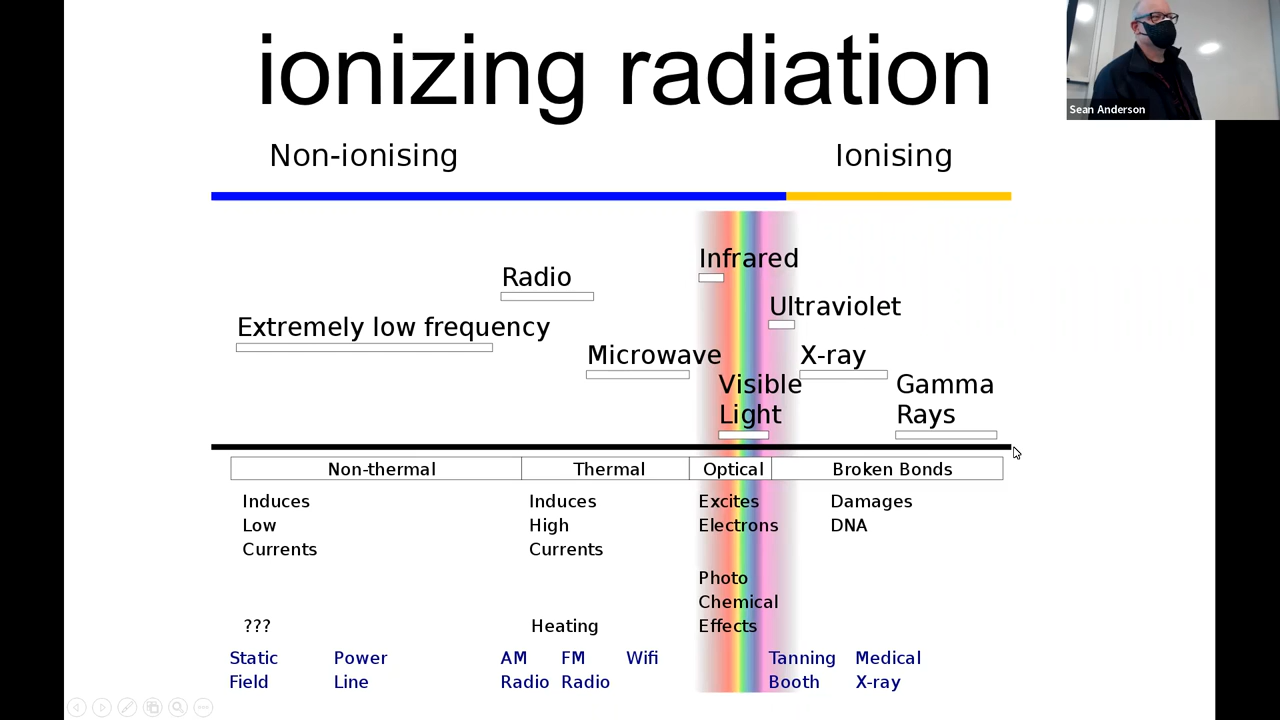 ionizing radiation
Sean Anderson
Non-ionising
Ionising
Infrared
Radio
Ultraviolet
Extremely low frequency
Microwave
X-ray
Visible
Light
Gamma
Rays
Non-thermal
Thermal
Optical
Broken Bonds
Induces
Low
Currents
???
Induces
High
Currents
Heating
Excites
Electrons
Photo
Chemical
Effects
Damages
DNA
Static
Field
Power
Line
AM
Radio
FM
Radio
Wifi
Tanning
Booth
Medical
X-ray